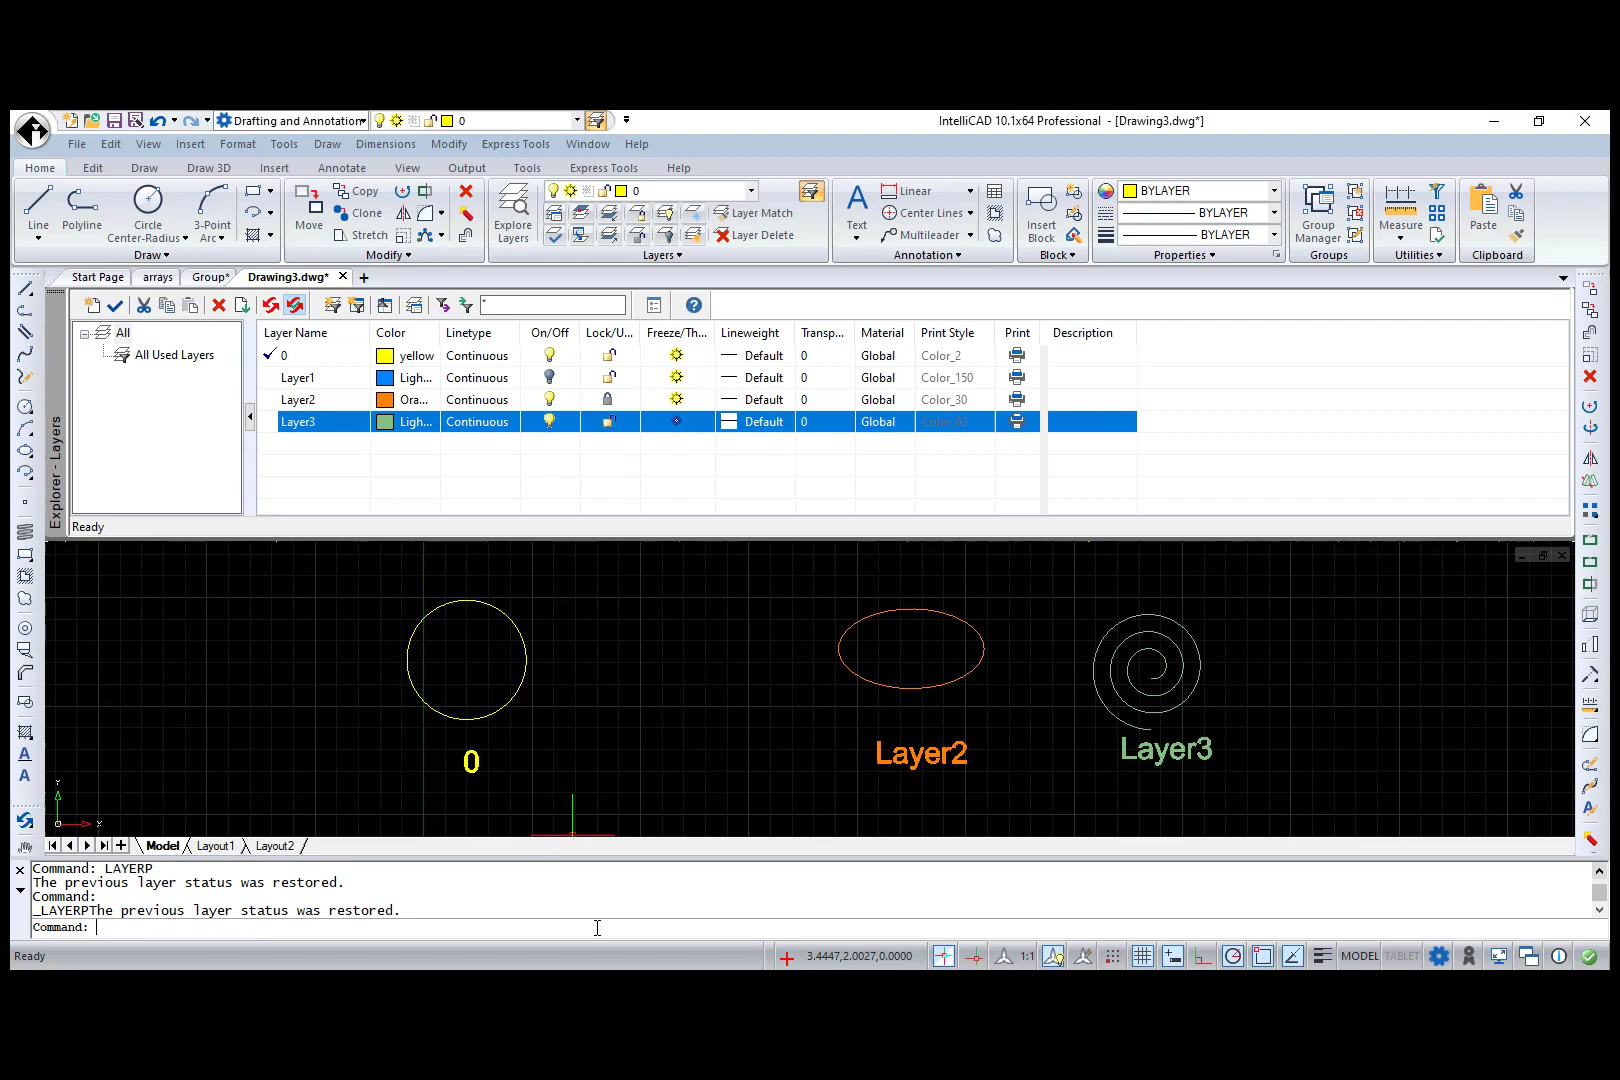 Drafting and Annotation
0
IntelliCAD 10.1x64 Professional - [Drawing3.dwg*]
File Edit View Insert Format Tools Draw Dimensions Modify Express Tools Window Help
Home Edit Draw Draw 3D Insert Annotate View Output Tools Express Tools Help
Line
Polyline
Circle
Center-Radius
3-Point
Arc
Draw
Move
Copy
Clone
Stretch
Modify
Explore
Layers
0
Layer Match
Layer Delete
Layers
Text
Linear
Center Lines
Multileader
Annotation
Insert
Block
Block
BYLAYER
BYLAYER
BYLAYER
Properties
Group
Manager
Groups
Measure
Utilities
Paste
Clipboard
Start Page arrays Group* Drawing3.dwg*
*
Explorer - Layers
All
All Used Layers
Layer Name Color Linetype On/Off Lock/U... Freeze/Th... Lineweight Transp... Material Print Style Print Description
0 yellow Continuous Default 0 Global Color_2
Layer1 Ligh... Continuous Default 0 Global Color_150
Layer2 Ora... Continuous Default 0 Global Color_30
Layer3 Ligh... Continuous Default 0 Global
Ready
0
Layer2
Layer3
Y
X
Model Layout1 Layout2
Command: LAYERP
The previous layer status was restored.
Command:
_LAYERPThe previous layer status was restored.
Command:
Ready
3.4447,2.0027,0.0000
1:1
MODEL
TABLET